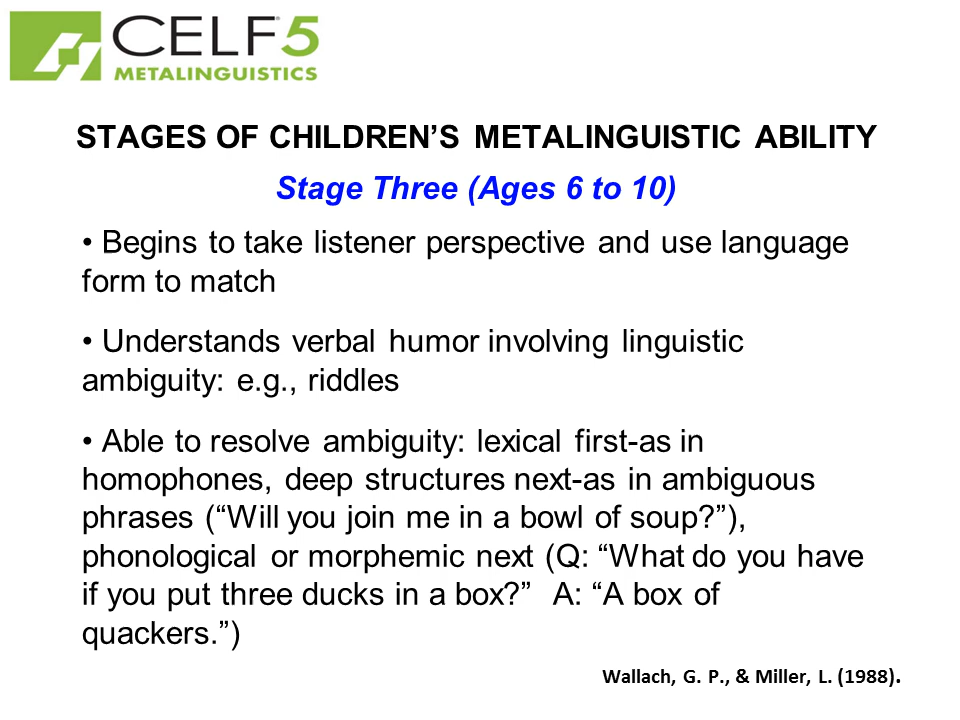 CELF5
METALINGUISTICS
STAGES OF CHILDREN’S METALINGUISTIC ABILITY
Stage Three (Ages 6 to 10)
• Begins to take listener perspective and use language
form to match
• Understands verbal humor involving linguistic
ambiguity: e.g., riddles
• Able to resolve ambiguity: lexical first-as in
homophones, deep structures next-as in ambiguous
phrases (“Will you join me in a bowl of soup?”),
phonological or morphemic next (Q: “What do you have
if you put three ducks in a box?” A: “A box of
quackers.”)
Wallach, G. P., & Miller, L. (1988).